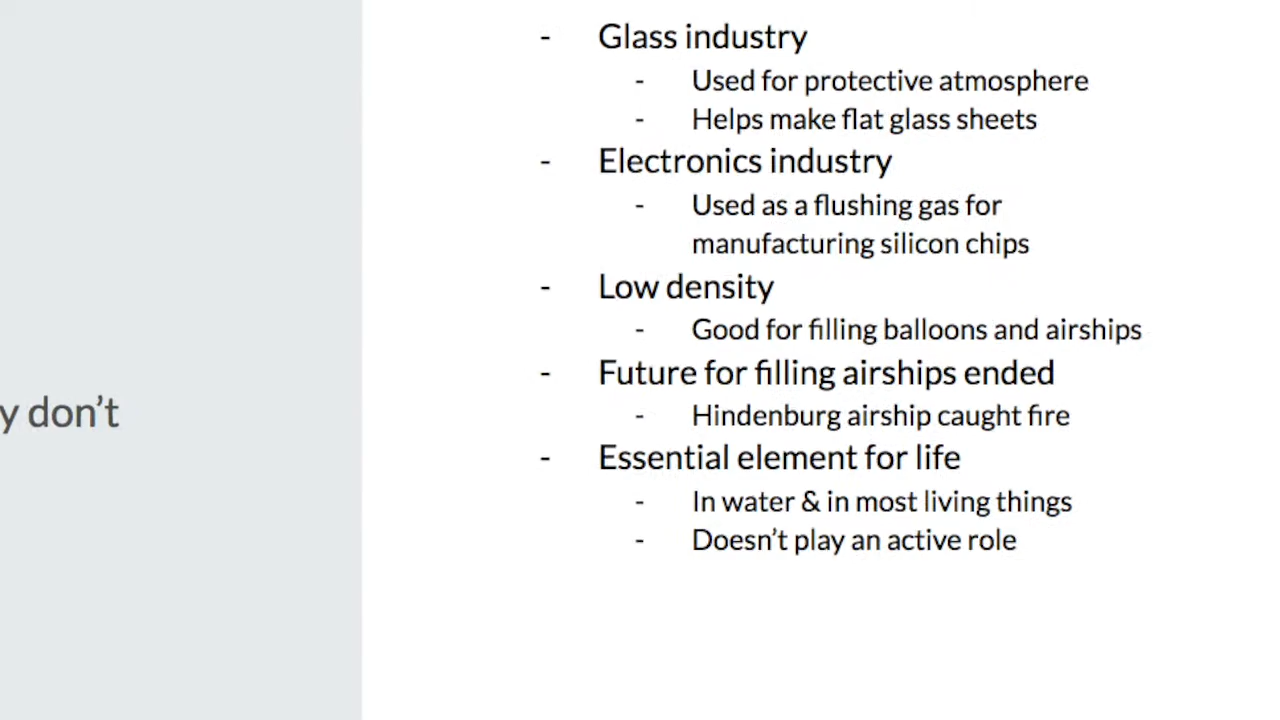 - Glass industry
- Used for protective atmosphere
- Helps make flat glass sheets
- Electronics industry
- Used as a flushing gas for
manufacturing silicon chips
- Low density
- Good for filling balloons and airships
- Future for filling airships ended
- Hindenburg airship caught fire
- Essential element for life
- In water & in most living things
- Doesn't play an active role
y don't